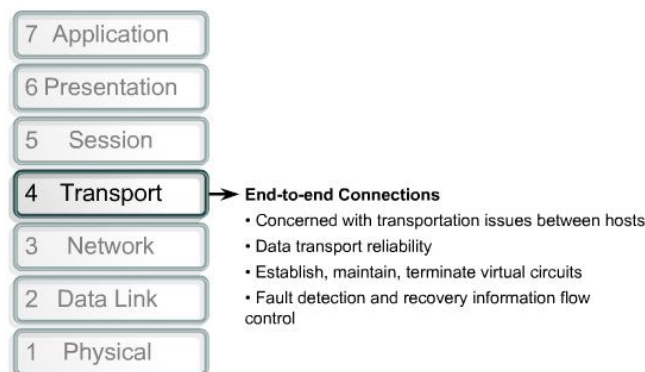 7 Application
6 Presentation
5 Session
4 Transport
End-to-end Connections
• Concerned with transportation issues between hosts
• Data transport reliability
• Establish, maintain, terminate virtual circuits
• Fault detection and recovery information flow
control
3 Network
2 Data Link
1 Physical